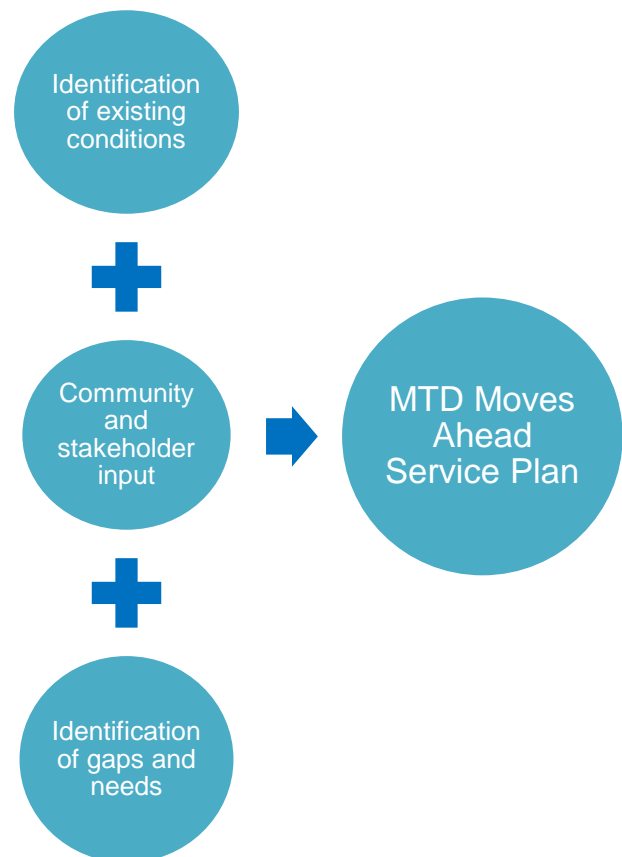 Identification
of existing
conditions
Community
and
stakeholder
input
MTD Moves
Ahead
Service Plan
Identification
of gaps and
needs